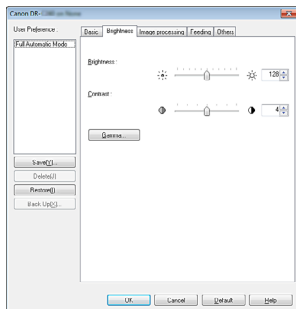 Canon DR-
User Preference :
Full Automatic Mode
Save(Y)...
Delete(J)
Restore()
Back Up(X)...
Basic
Brightness
Image processing
Feeding
Others
Brightness :
128
Contrast :
4
Gamma...
OK
Cancel
Default
Help